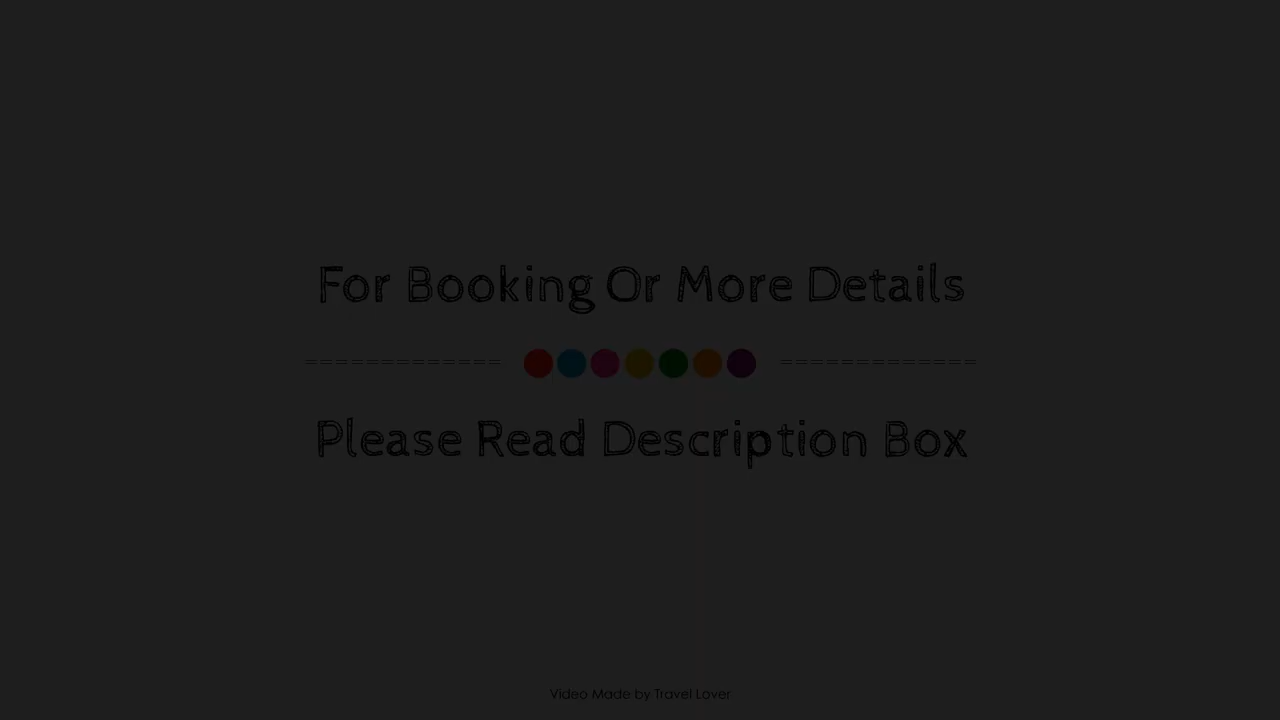 For Booking Or More Details
============= =============
Please Read Description Box
Video Made by Travel Lover